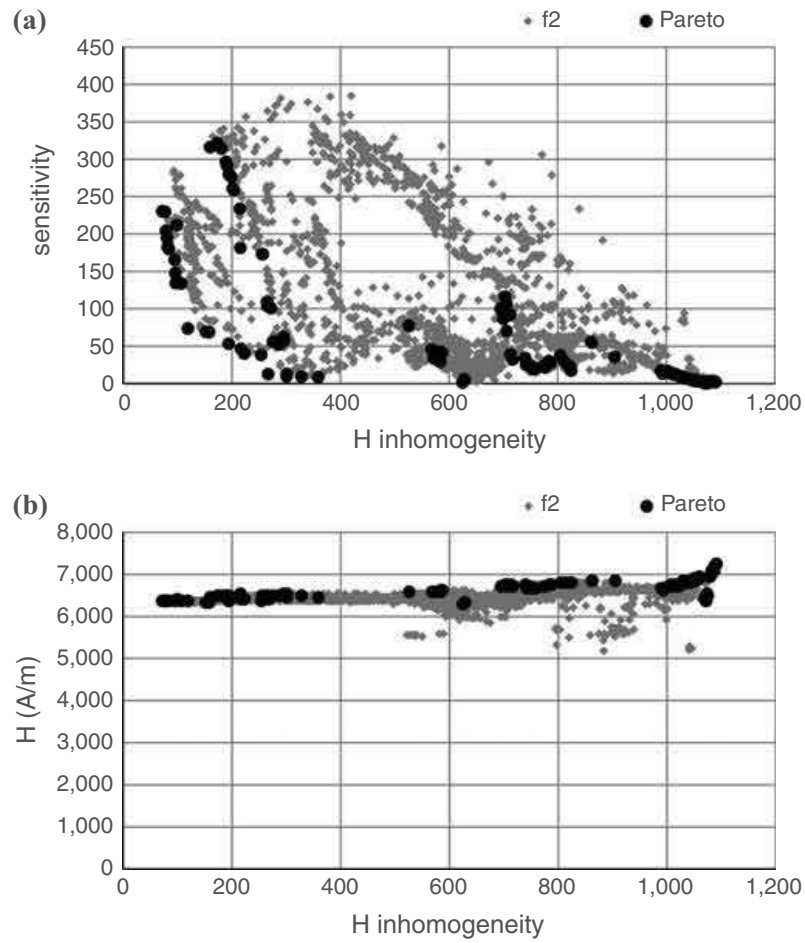 (a)
f2 Pareto
450
400
350
300
250
200
150
100
50
0
sensitivity
0 200 400 600 800 1,000 1,200
H inhomogeneity
(b)
f2 Pareto
8,000
7,000
6,000
5,000
4,000
3,000
2,000
1,000
0
H (A/m)
0 200 400 600 800 1,000 1,200
H inhomogeneity